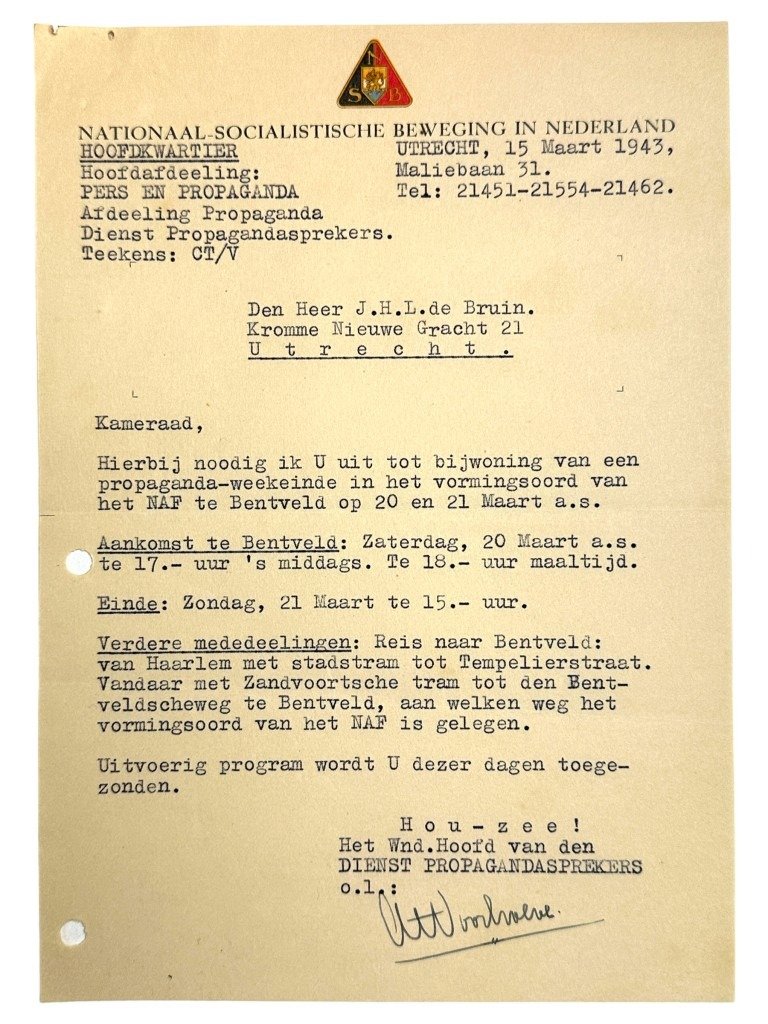 N
S B
NATIONAAL-SOCIALISTISCHE BEWEGING IN NEDERLAND
HOOFDKWARTIER UTRECHT, 15 Maart 1943,
Hoofdafdeeling: Maliebaan 31.
PERS EN PROPAGANDA Tel: 21451-21554-21462.
Afdeeling Propaganda
Dienst Propagandasprekers.
Teekens: CT/V
Den Heer J.H.L.de Bruin.
Kromme Nieuwe Gracht 21
U t r e c h t .
Kameraad,
Hierbij noodig ik U uit tot bijwoning van een
propaganda-weekeinde in het vormingsoord van
het NAF te Bentveld op 20 en 21 Maart a.s.
Aankomst te Bentveld: Zaterdag, 20 Maart a.s.
te 17.- uur 's middags. Te 18.- uur maaltijd.
Einde: Zondag, 21 Maart te 15.- uur.
Verdere mededeelingen: Reis naar Bentveld:
van Haarlem met stadstram tot Tempelierstraat.
Vandaar met Zandvoortsche tram tot den Bent-
veldscheweg te Bentveld, aan welken weg het
vormingsoord van het NAF is gelegen.
Uitvoerig program wordt U dezer dagen toege-
zonden.
H o u - z e e !
Het Wnd.Hoofd van den
DIENST PROPAGANDASPREKERS
o.l.:
Voorhoeve.